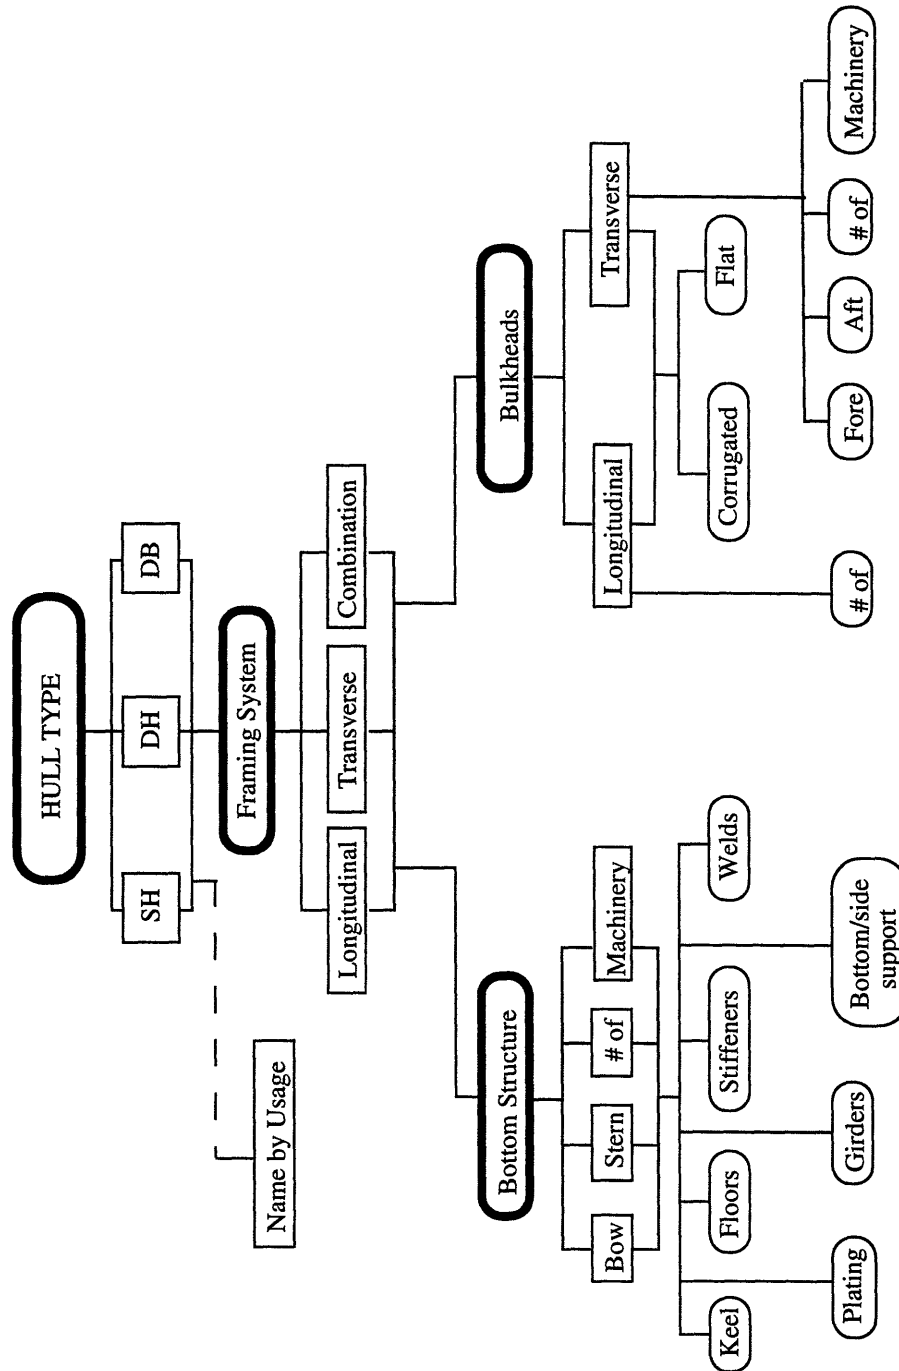 HULL TYPE
SH
DH
DB
Name by Usage
Framing System
Longitudinal
Transverse
Combination
Bottom Structure
Bulkheads
Bow
Stern
# of
Machinery
Longitudinal
Transverse
Keel
Floors
Stiffeners
Welds
Corrugated
Flat
Plating
Girders
Bottom/side
support
# of
Fore
Aft
# of
Machinery